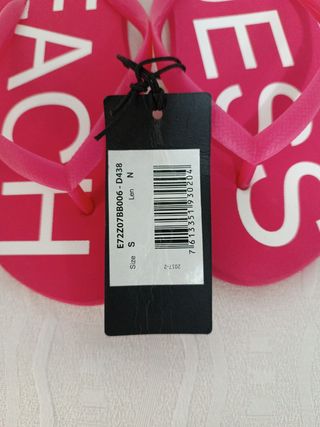 EACH
ESS
E72Z07BB006 - D438
Size S Len N
7613351930204
2017-2